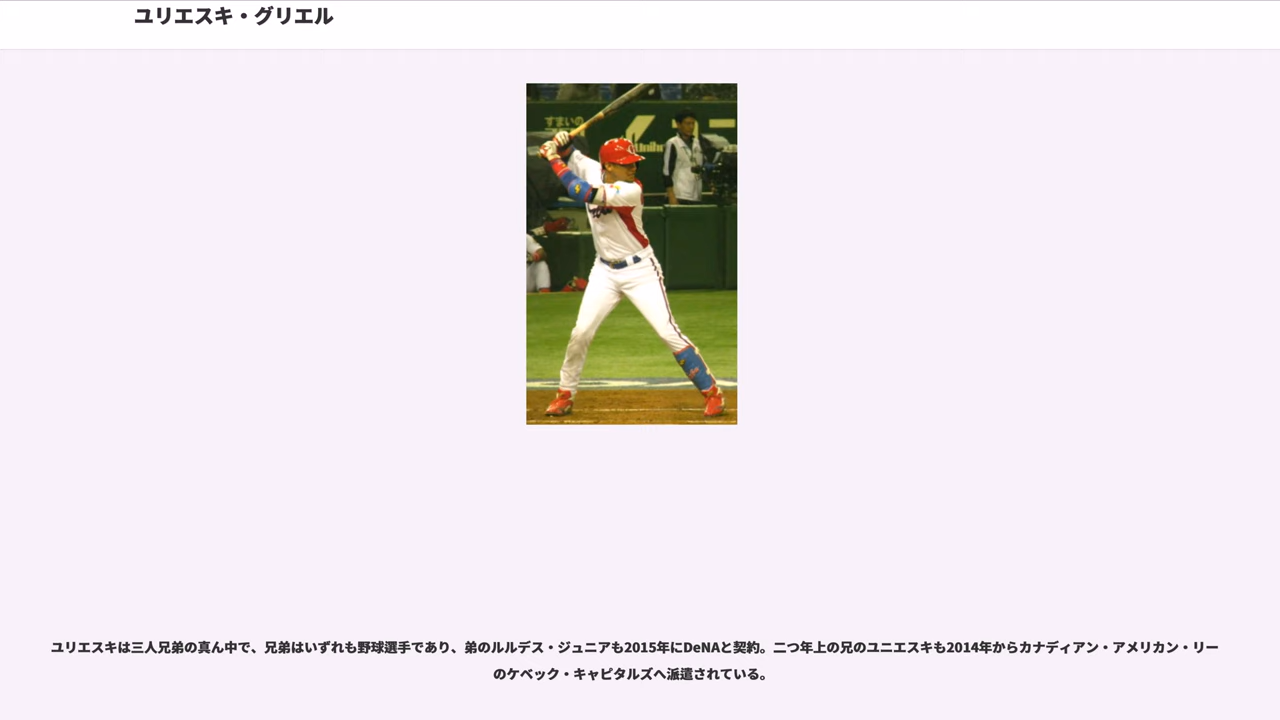 ユリエスキ・グリエル
すまいの
ユリエスキは三人兄弟の真ん中で、兄弟はいずれも野球選手であり、弟のルルデス・ジュニアも2015年にDeNAと契約。二つ年上の兄のユニエスキも2014年からカナディアン・アメリカン・リー
のケベック・キャピタルズへ派遣されている。